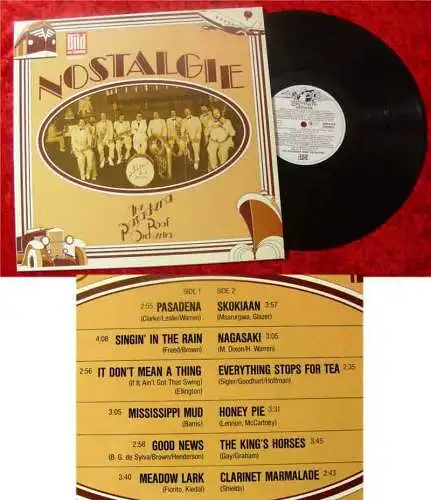 Bild
NOSTALGIE
The Pasadena
Roof
Orchestra
SIDE 1 SIDE 2
2:55 PASADENA SKOKIAAN 3:57
(Clarke/Leslie/Warren) (Msarurgwa, Glazer)
4:08 SINGIN' IN THE RAIN NAGASAKI 3:05
(Freed/Brown) (M. Dixon/H. Warren)
2:56 IT DON'T MEAN A THING EVERYTHING STOPS FOR TEA 2:35
(If It Ain't Got That Swing) (Sigler/Goodhart/Hoffman)
(Ellington)
3:05 MISSISSIPPI MUD HONEY PIE 3:31
(Barris) (Lennon, McCartney)
2:58 GOOD NEWS THE KING'S HORSES 3:45
(B. G. de Sylva/Brown/Henderson) (Gay/Graham)
3:40 MEADOW LARK CLARINET MARMALADE 2:43
(Fiorito, Kiedal) (Shields)